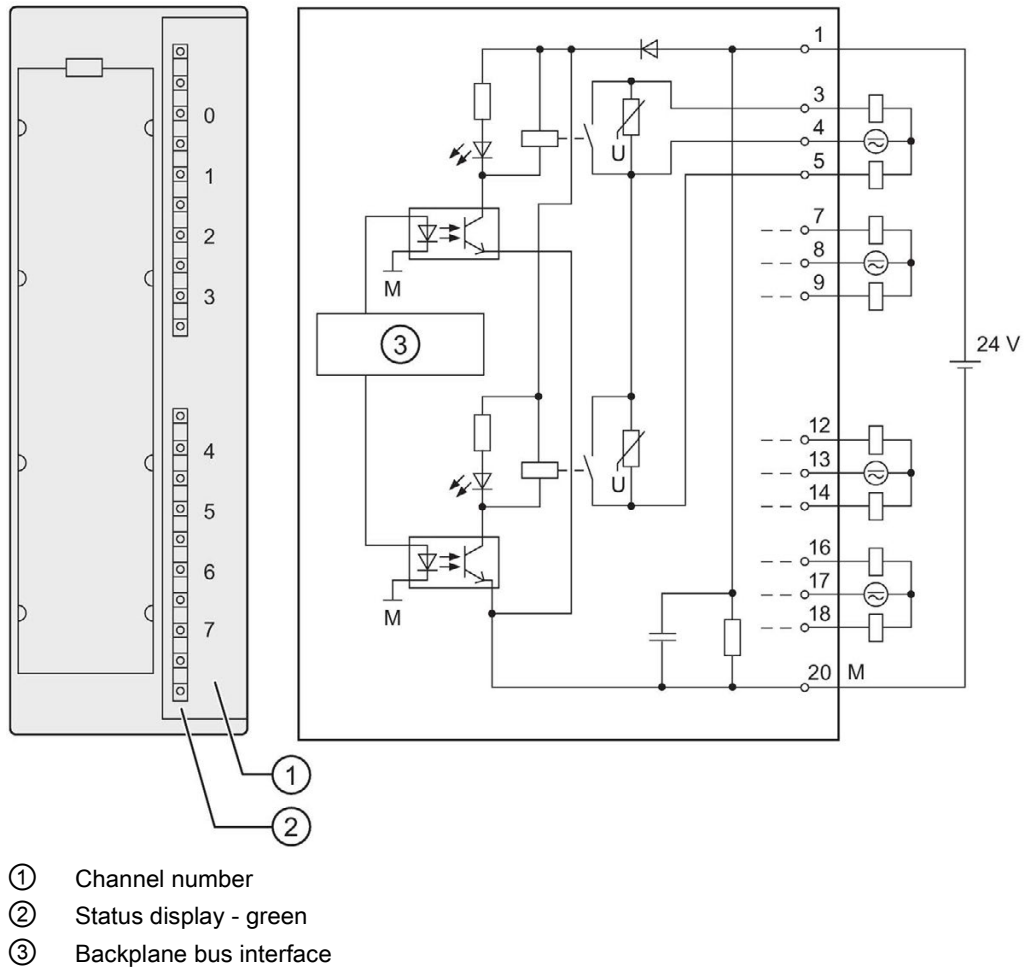 0
1
2
3
4
5
6
7
1
2
M
3
M
U
U
1
3
4
5
7
8
9
12
13
14
16
17
18
20 M
24 V
① Channel number
② Status display - green
③ Backplane bus interface